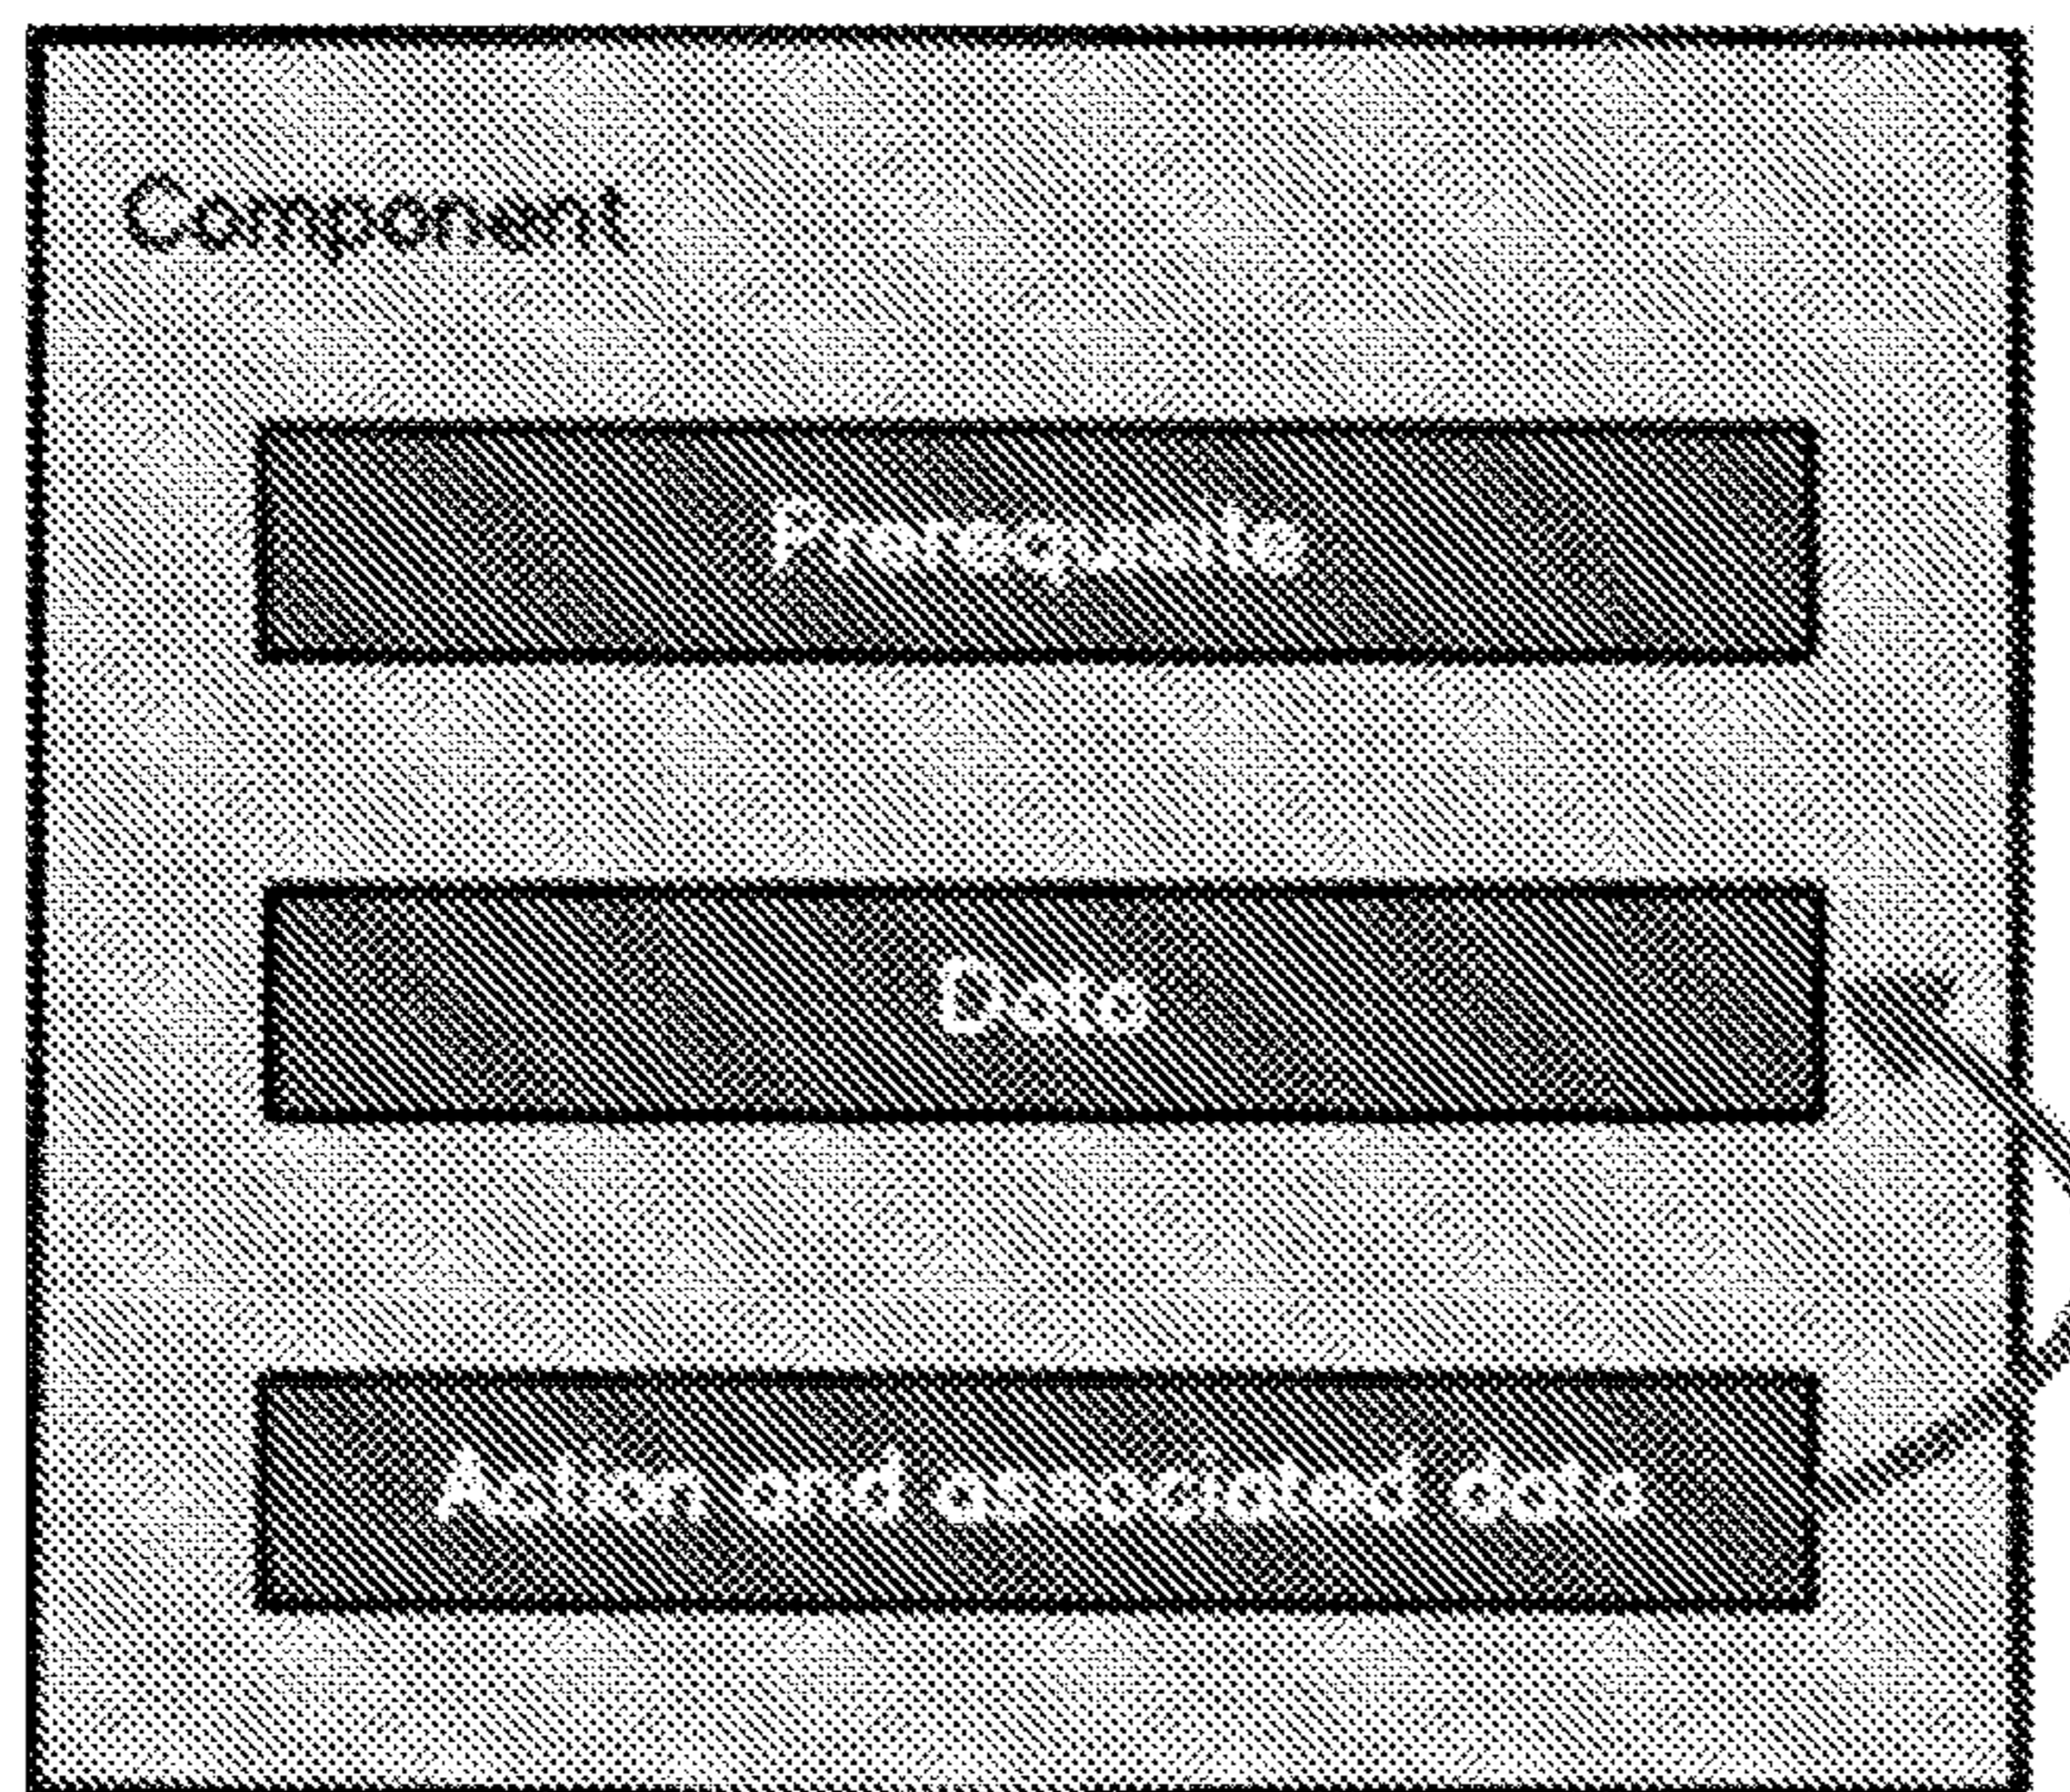 Component
Prerequisite
Data
Action and associated data